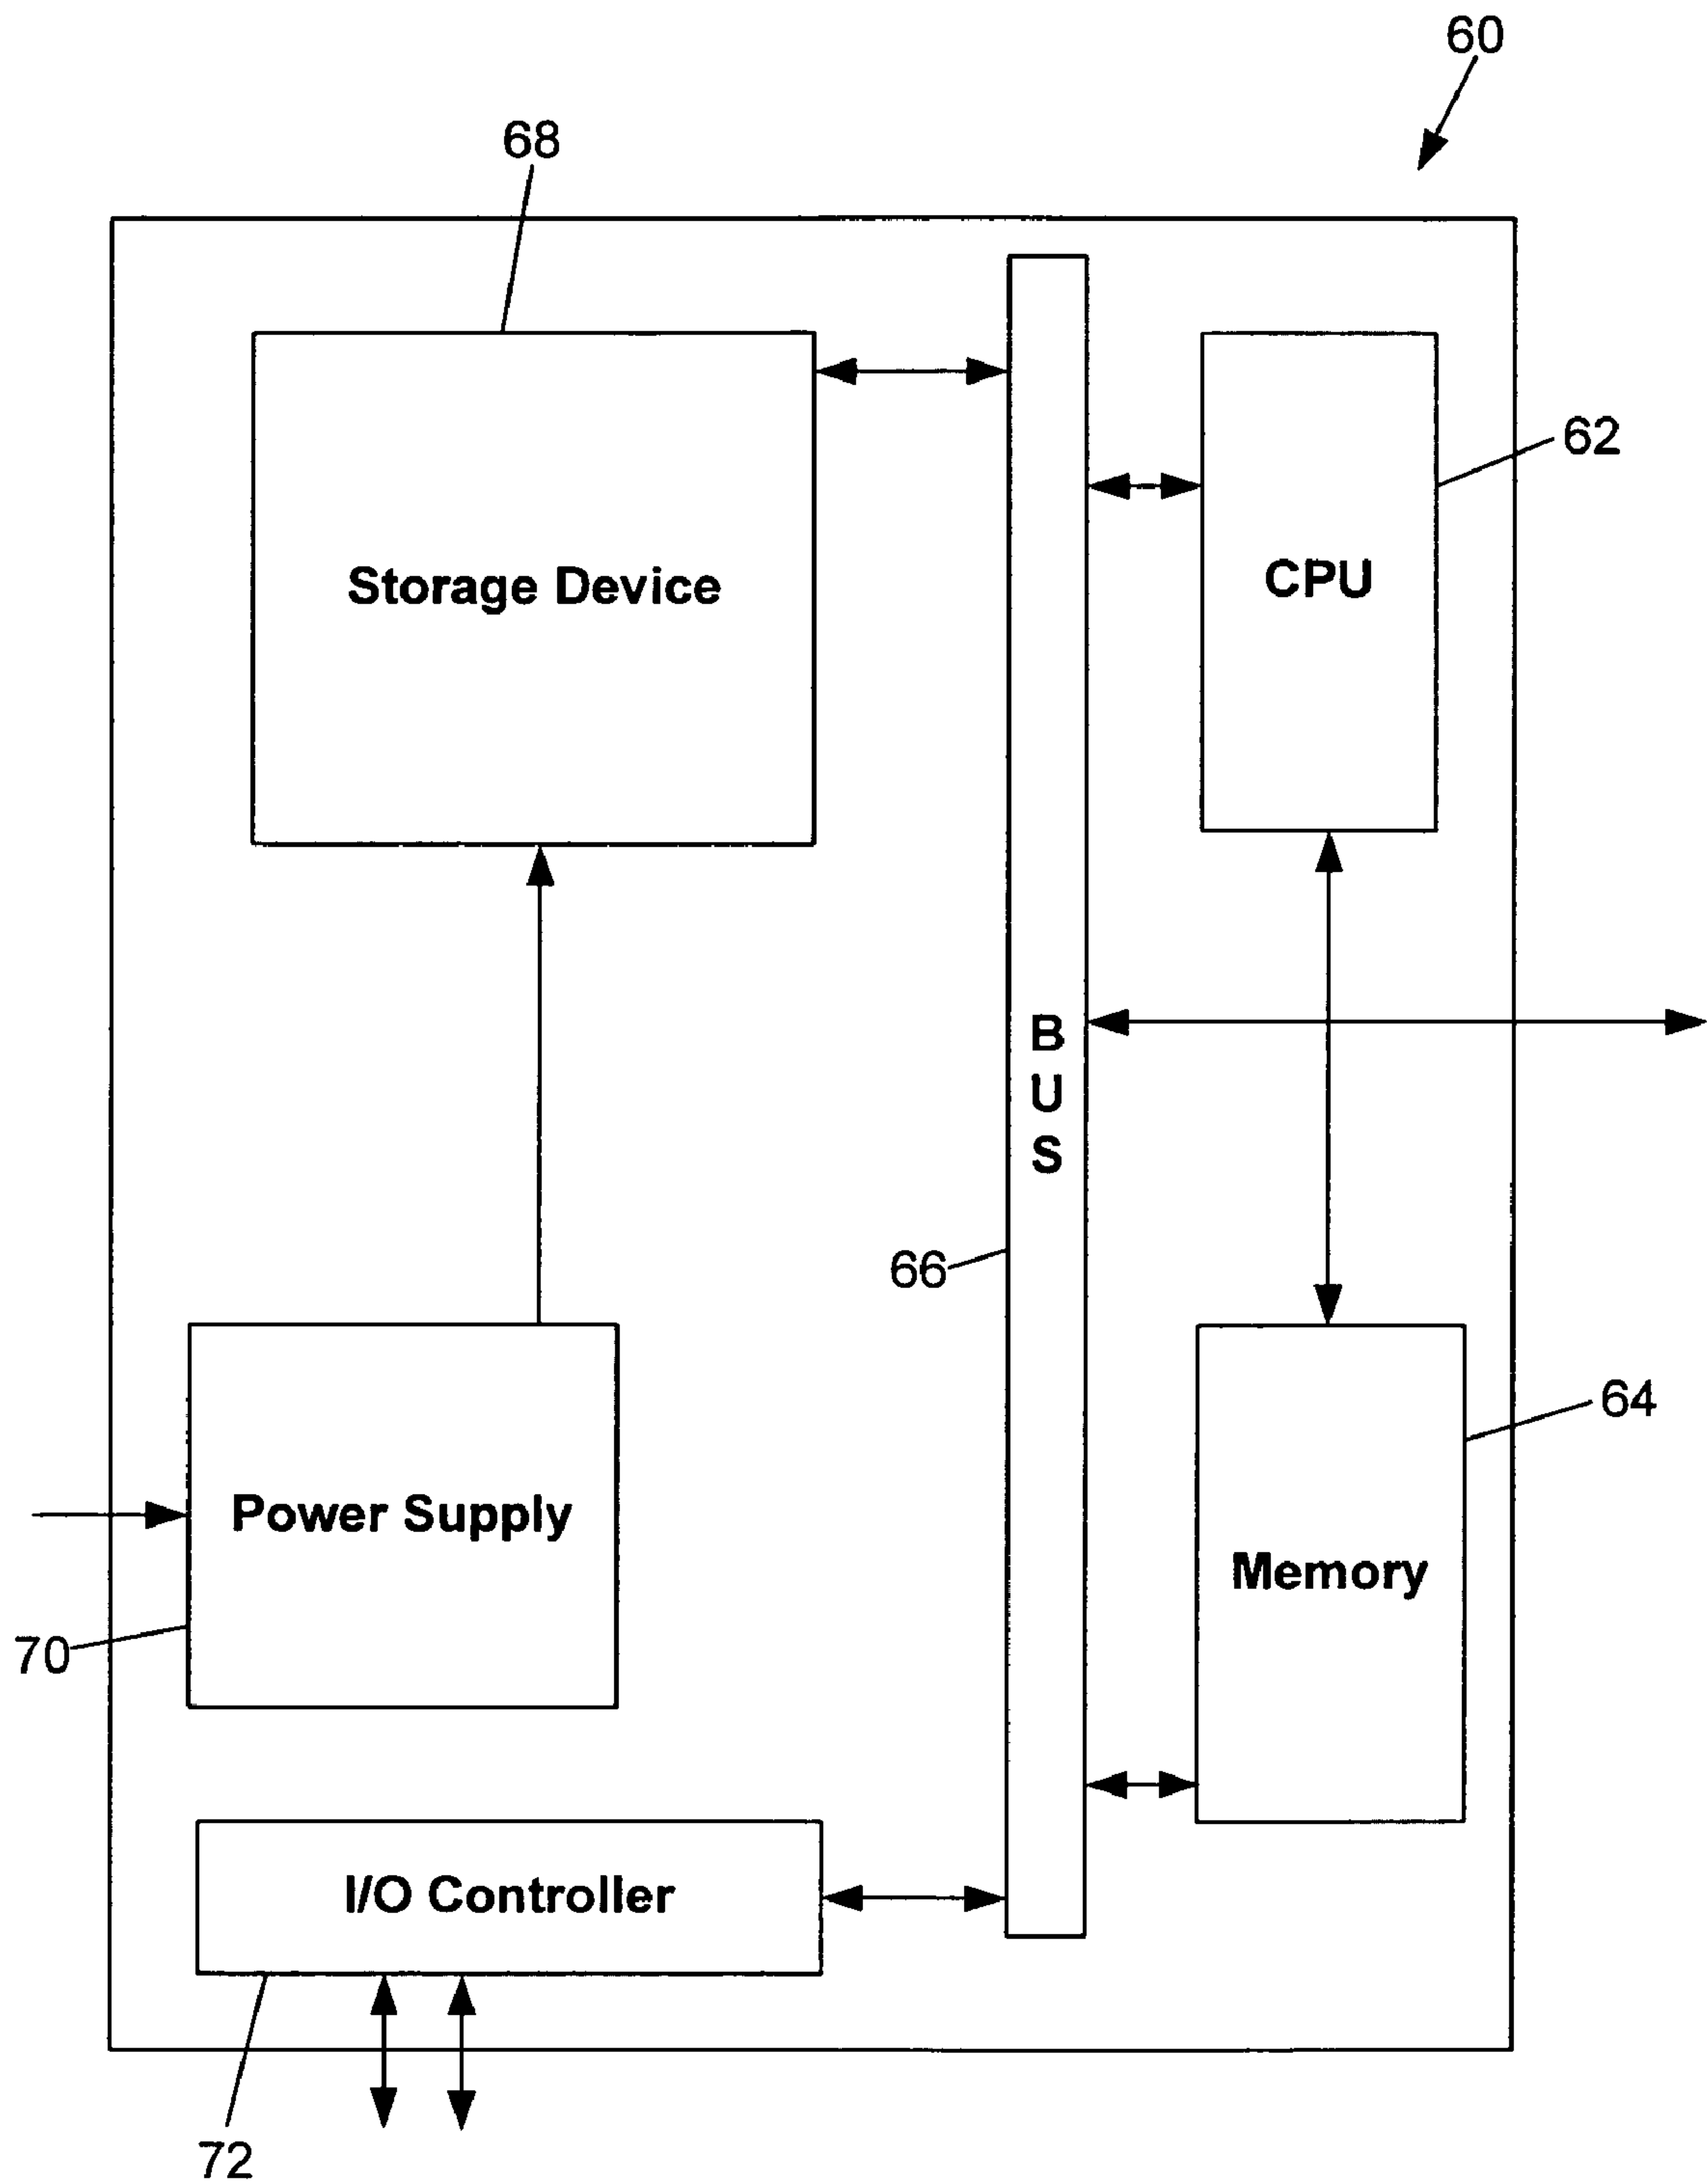 60
68
62
Storage Device
CPU
B
U
S
66
64
Power Supply
Memory
70
I/O Controller
72